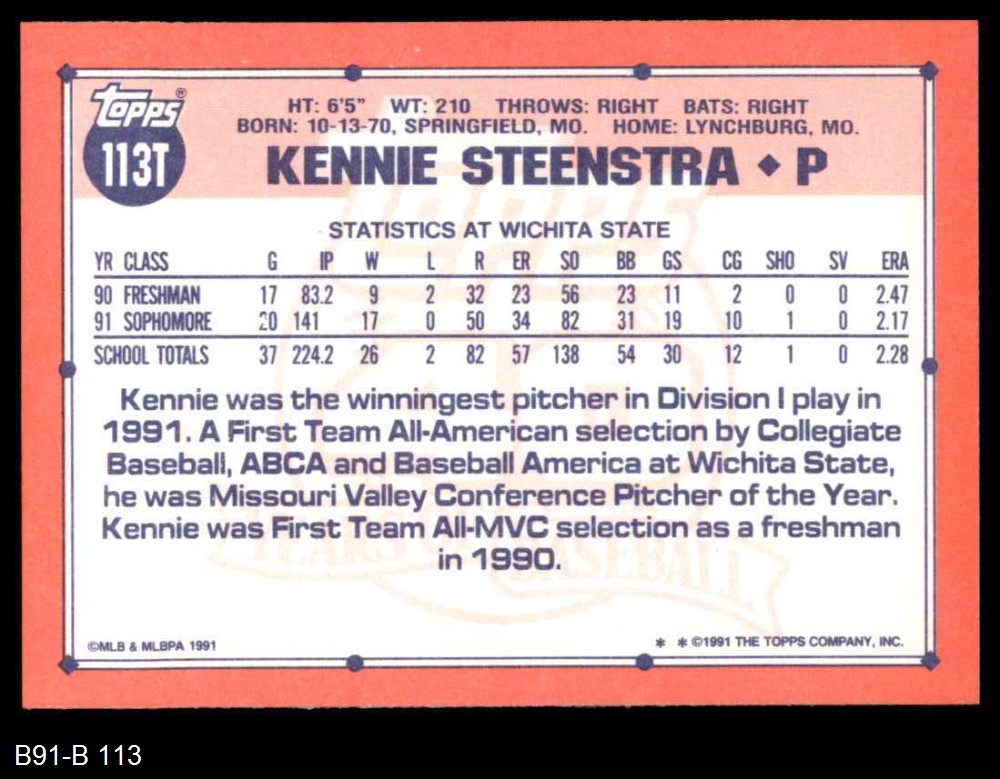 topps®
113T
HT: 6'5" WT: 210 THROWS: RIGHT BATS: RIGHT
BORN: 10-13-70, SPRINGFIELD, MO. HOME: LYNCHBURG, MO.
KENNIE STEENSTRA ◆ P
STATISTICS AT WICHITA STATE
YR CLASS G IP W L R ER SO BB GS CG SHO SV ERA
90 FRESHMAN 17 83.2 9 2 32 23 56 23 11 2 0 0 2.47
91 SOPHOMORE 20 141 17 0 50 34 82 31 19 10 1 0 2.17
SCHOOL TOTALS 37 224.2 26 2 82 57 138 54 30 12 1 0 2.28
Kennie was the winningest pitcher in Division I play in
1991. A First Team All-American selection by Collegiate
Baseball, ABCA and Baseball America at Wichita State,
he was Missouri Valley Conference Pitcher of the Year.
Kennie was First Team All-MVC selection as a freshman
in 1990.
TOPPS
40
YEARS OF BASEBALL
©MLB & MLBPA 1991
* * ©1991 THE TOPPS COMPANY, INC.
B91-B 113